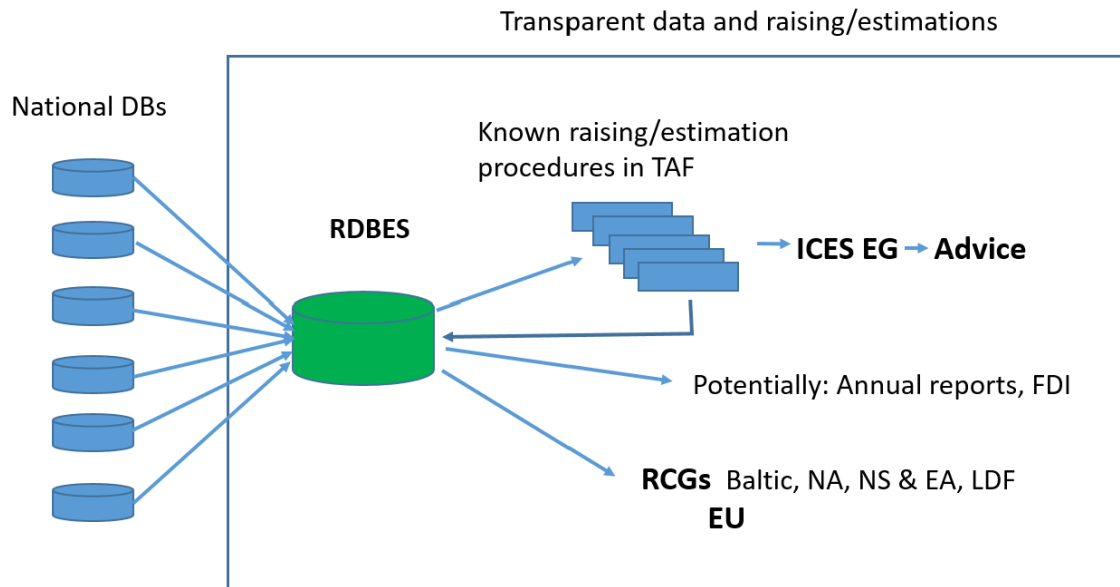 Transparent data and raising/estimations
National DBs
Known raising/estimation
procedures in TAF
RDBES
ICES EG
Advice
Potentially: Annual reports, FDI
RCGs Baltic, NA, NS & EA, LDF
EU